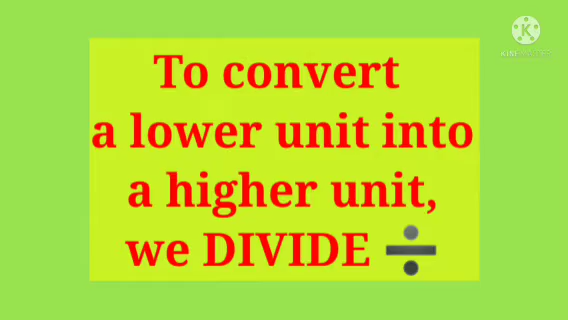 To convert
a lower unit into
a higher unit,
we DIVIDE ➗